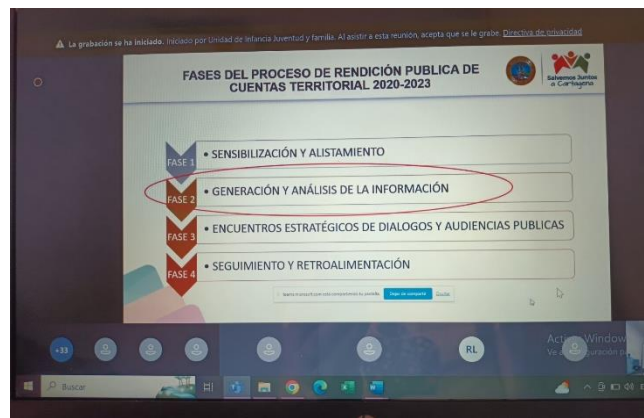 La grabación se ha iniciado. Iniciado por Unidad de Infancia Juventud y familia. Al asistir a esta reunión, acepta que se le grabe. Directiva de privacidad
FASES DEL PROCESO DE RENDICIÓN PUBLICA DE
CUENTAS TERRITORIAL 2020-2023
Salvemos Juntos
a Cartagena
FASE 1
• SENSIBILIZACIÓN Y ALISTAMIENTO
FASE 2
• GENERACIÓN Y ANÁLISIS DE LA INFORMACIÓN
FASE 3
• ENCUENTROS ESTRATÉGICOS DE DIALOGOS Y AUDIENCIAS PUBLICAS
FASE 4
• SEGUIMIENTO Y RETROALIMENTACIÓN
Dejar de compartir
Ocultar
+33
RL
Window
Buscar